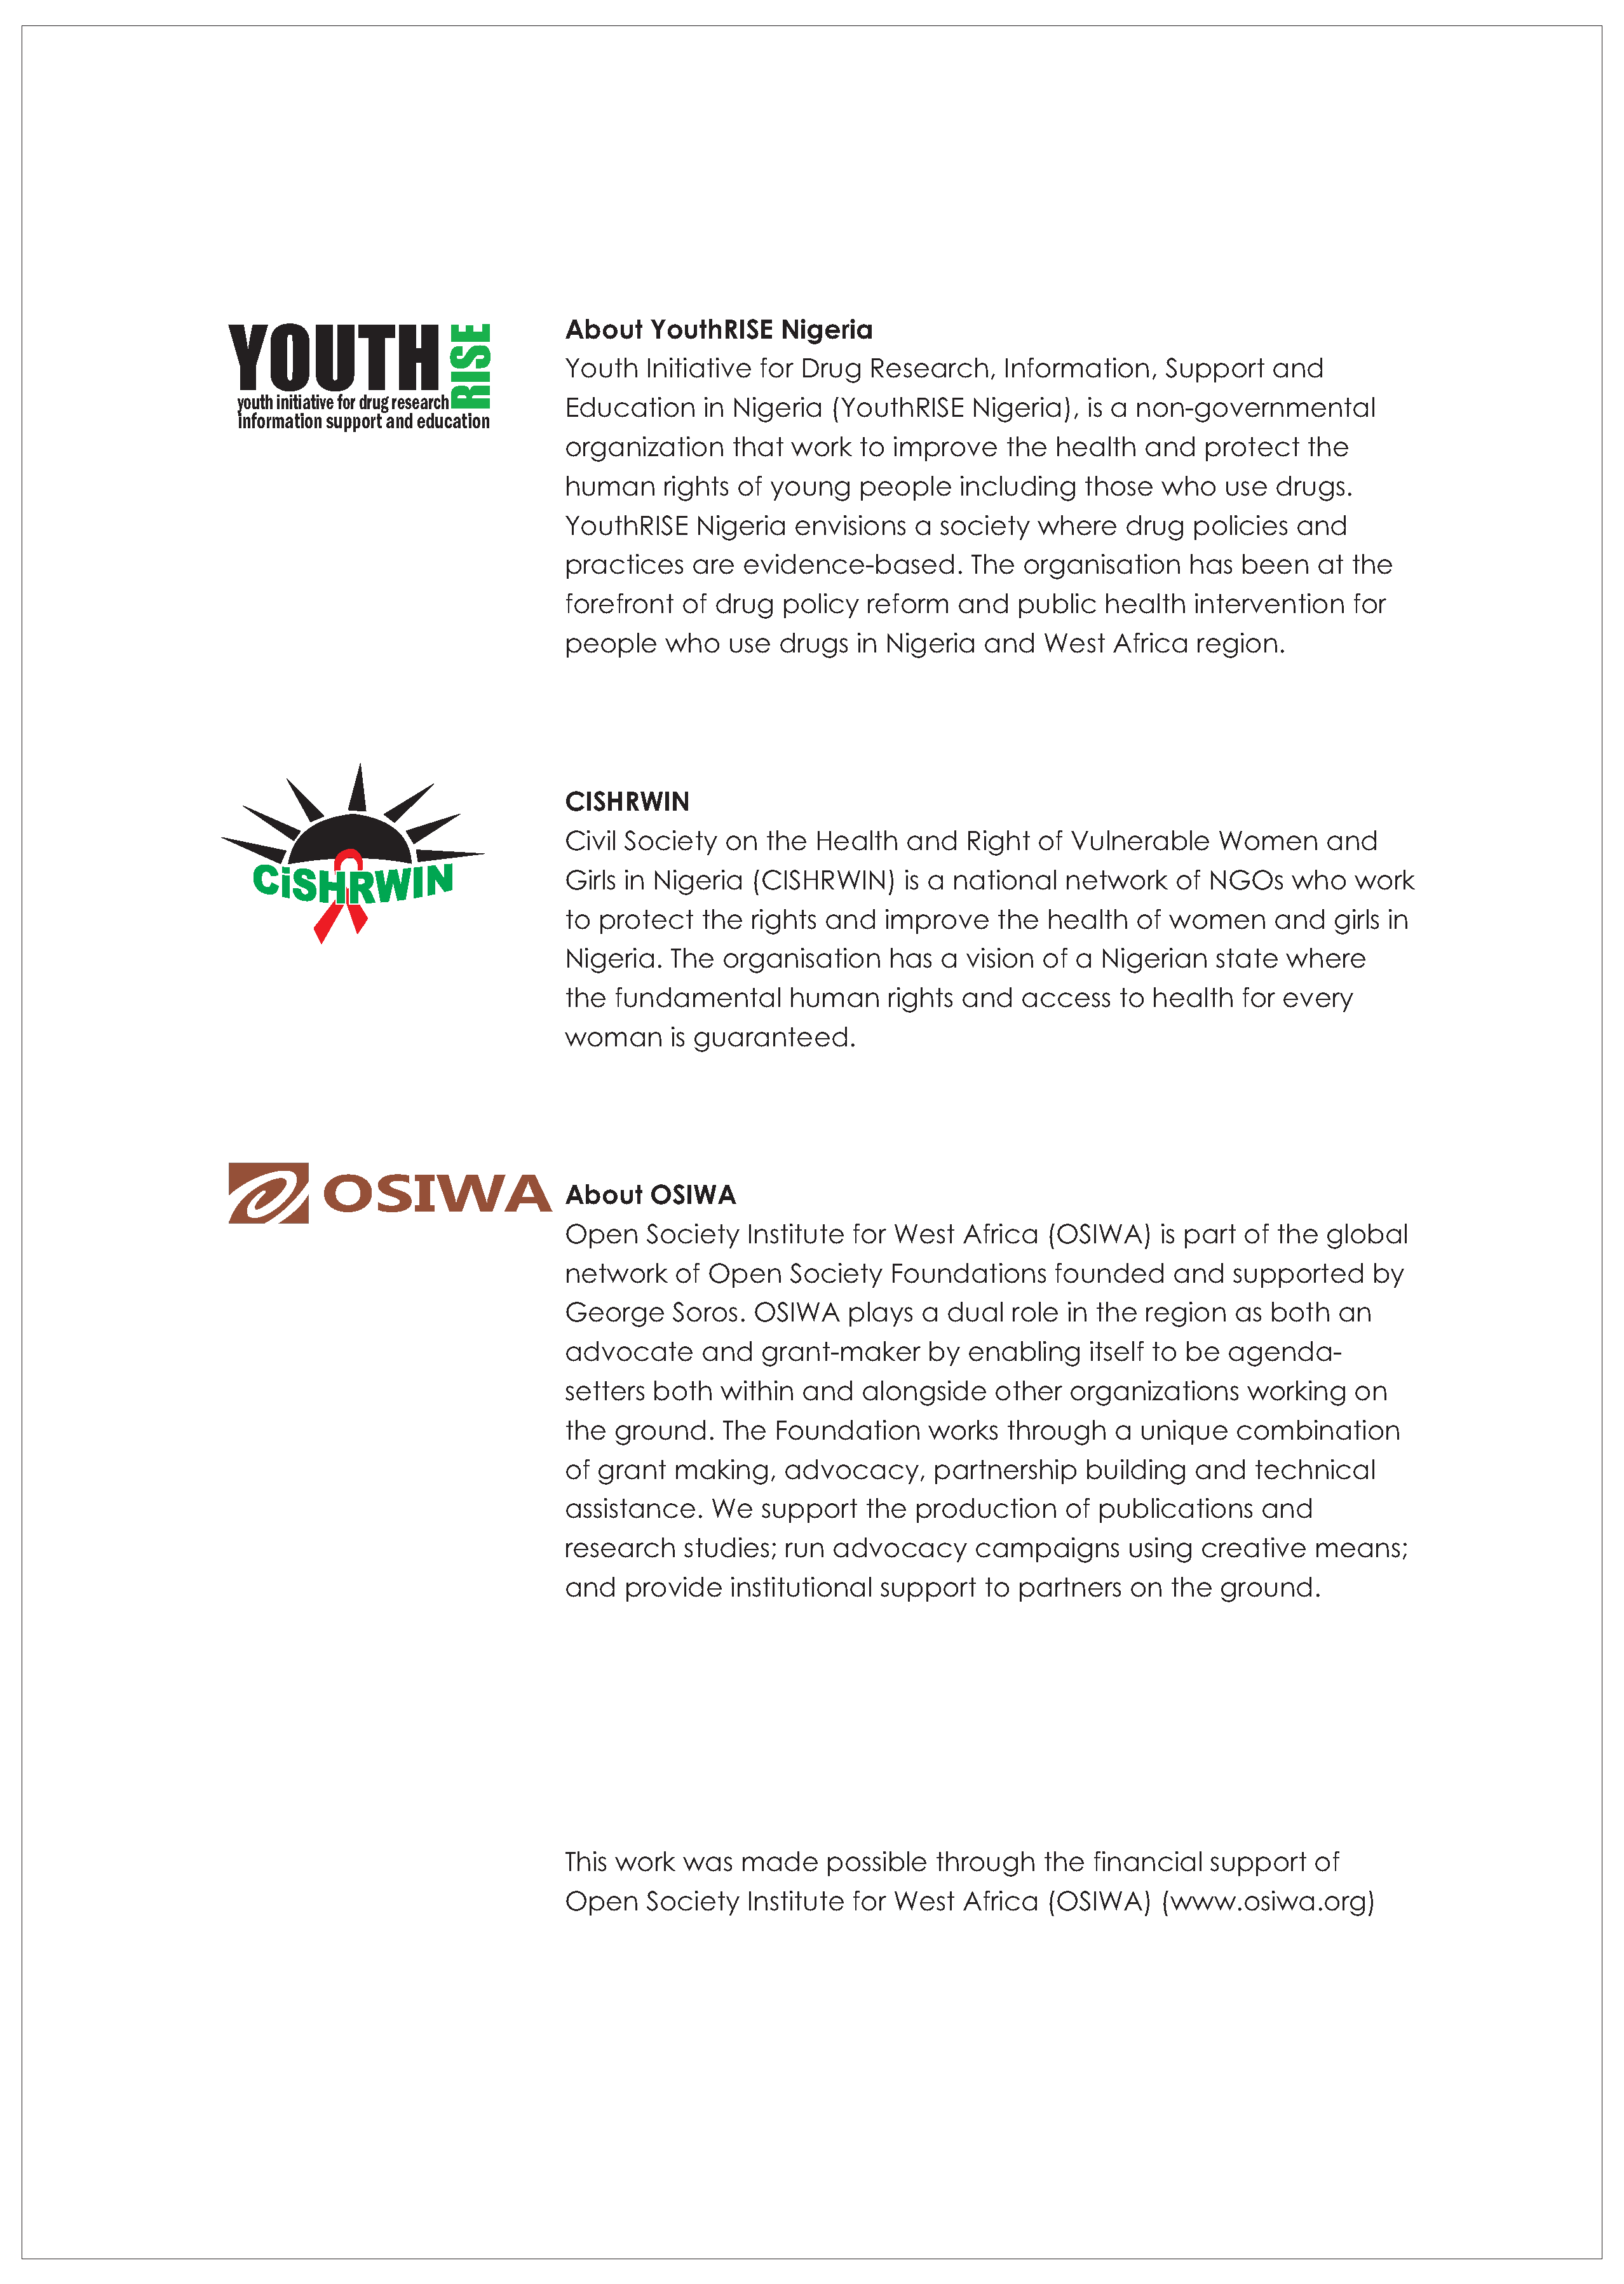 YOUTH RISE
youth initiative for drug research
information support and education
About YouthRISE Nigeria
Youth Initiative for Drug Research, Information, Support and
Education in Nigeria (YouthRISE Nigeria), is a non-governmental
organization that work to improve the health and protect the
human rights of young people including those who use drugs.
YouthRISE Nigeria envisions a society where drug policies and
practices are evidence-based. The organisation has been at the
forefront of drug policy reform and public health intervention for
people who use drugs in Nigeria and West Africa region.
CiSHRWIN
CISHRWIN
Civil Society on the Health and Right of Vulnerable Women and
Girls in Nigeria (CISHRWIN) is a national network of NGOs who work
to protect the rights and improve the health of women and girls in
Nigeria. The organisation has a vision of a Nigerian state where
the fundamental human rights and access to health for every
woman is guaranteed.
OSIWA
About OSIWA
Open Society Institute for West Africa (OSIWA) is part of the global
network of Open Society Foundations founded and supported by
George Soros. OSIWA plays a dual role in the region as both an
advocate and grant-maker by enabling itself to be agenda-
setters both within and alongside other organizations working on
the ground. The Foundation works through a unique combination
of grant making, advocacy, partnership building and technical
assistance. We support the production of publications and
research studies; run advocacy campaigns using creative means;
and provide institutional support to partners on the ground.
This work was made possible through the financial support of
Open Society Institute for West Africa (OSIWA) (www.osiwa.org)